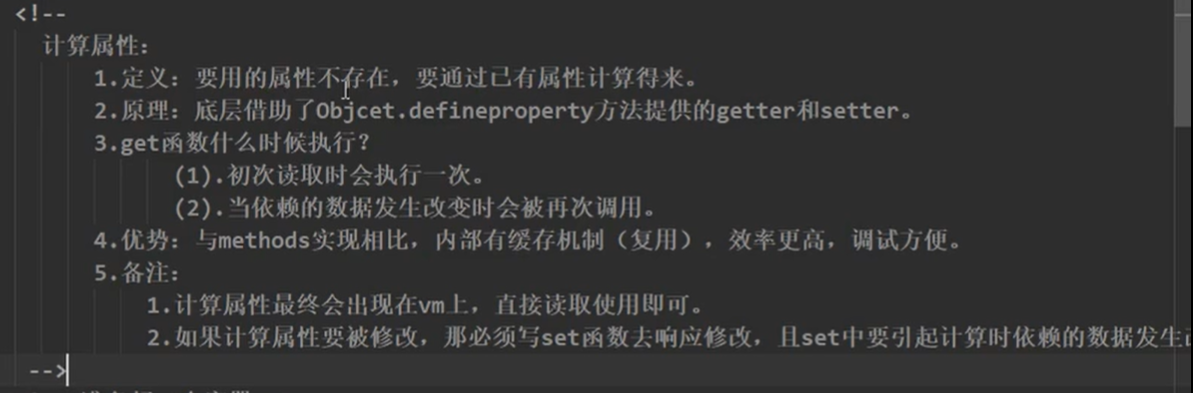 <!--
计算属性:
1.定义: 要用的属性不存在, 要通过已有属性计算得来。
2.原理: 底层借助了Objcet.defineproperty方法提供的getter和setter。
3.get函数什么时候执行?
(1).初次读取时会执行一次。
(2).当依赖的数据发生改变时会被再次调用。
4.优势: 与methods实现相比, 内部有缓存机制 (复用) , 效率更高, 调试方便。
5.备注:
1.计算属性最终会出现在vm上, 直接读取使用即可。
2.如果计算属性要被修改, 那必须写set函数去响应修改, 且set中要引起计算时依赖的数据发生
-->